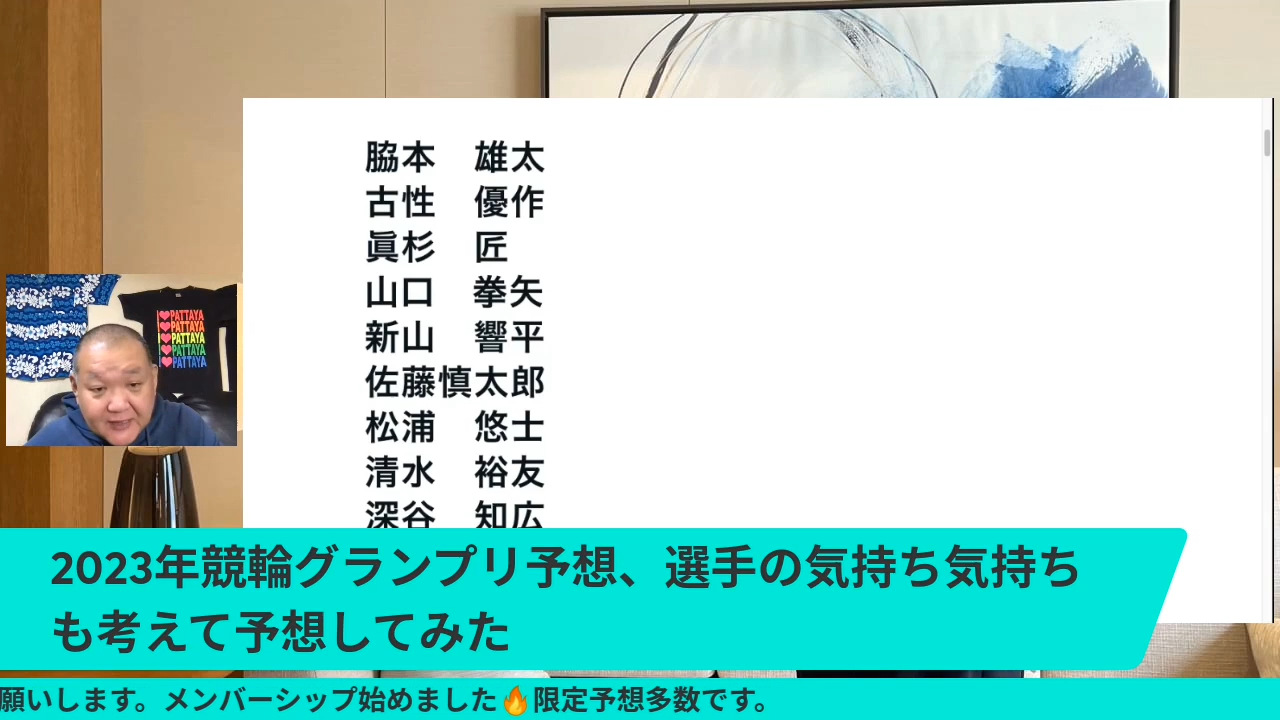 脇本　雄太
古性　優作
眞杉　匠
山口　拳矢
新山　響平
佐藤慎太郎
松浦　悠士
清水　裕友
深谷　知広
I❤PATTAYA
I❤PATTAYA
I❤PATTAYA
I❤PATTAYA
I❤PATTAYA
2023年競輪グランプリ予想、選手の気持ち気持ち
も考えて予想してみた
願いします。メンバーシップ始めました🔥限定予想多数です。